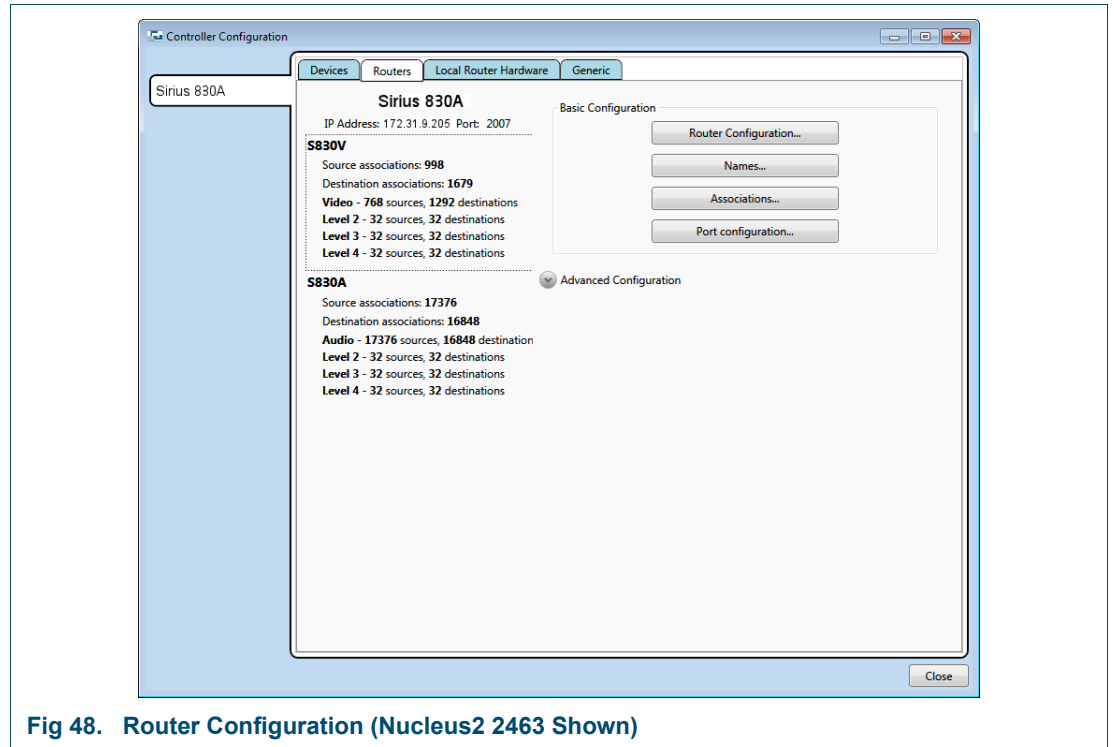 Controller Configuration
Sirius 830A
Devices
Routers
Local Router Hardware
Generic
Sirius 830A
IP Address: 172.31.9.205 Port: 2007
S830V
Source associations: 998
Destination associations: 1679
Video - 768 sources, 1292 destinations
Level 2 - 32 sources, 32 destinations
Level 3 - 32 sources, 32 destinations
Level 4 - 32 sources, 32 destinations
S830A
Source associations: 17376
Destination associations: 16848
Audio - 17376 sources, 16848 destination
Level 2 - 32 sources, 32 destinations
Level 3 - 32 sources, 32 destinations
Level 4 - 32 sources, 32 destinations
Basic Configuration
Router Configuration...
Names...
Associations...
Port configuration...
Advanced Configuration
Close
Fig 48. Router Configuration (Nucleus2 2463 Shown)